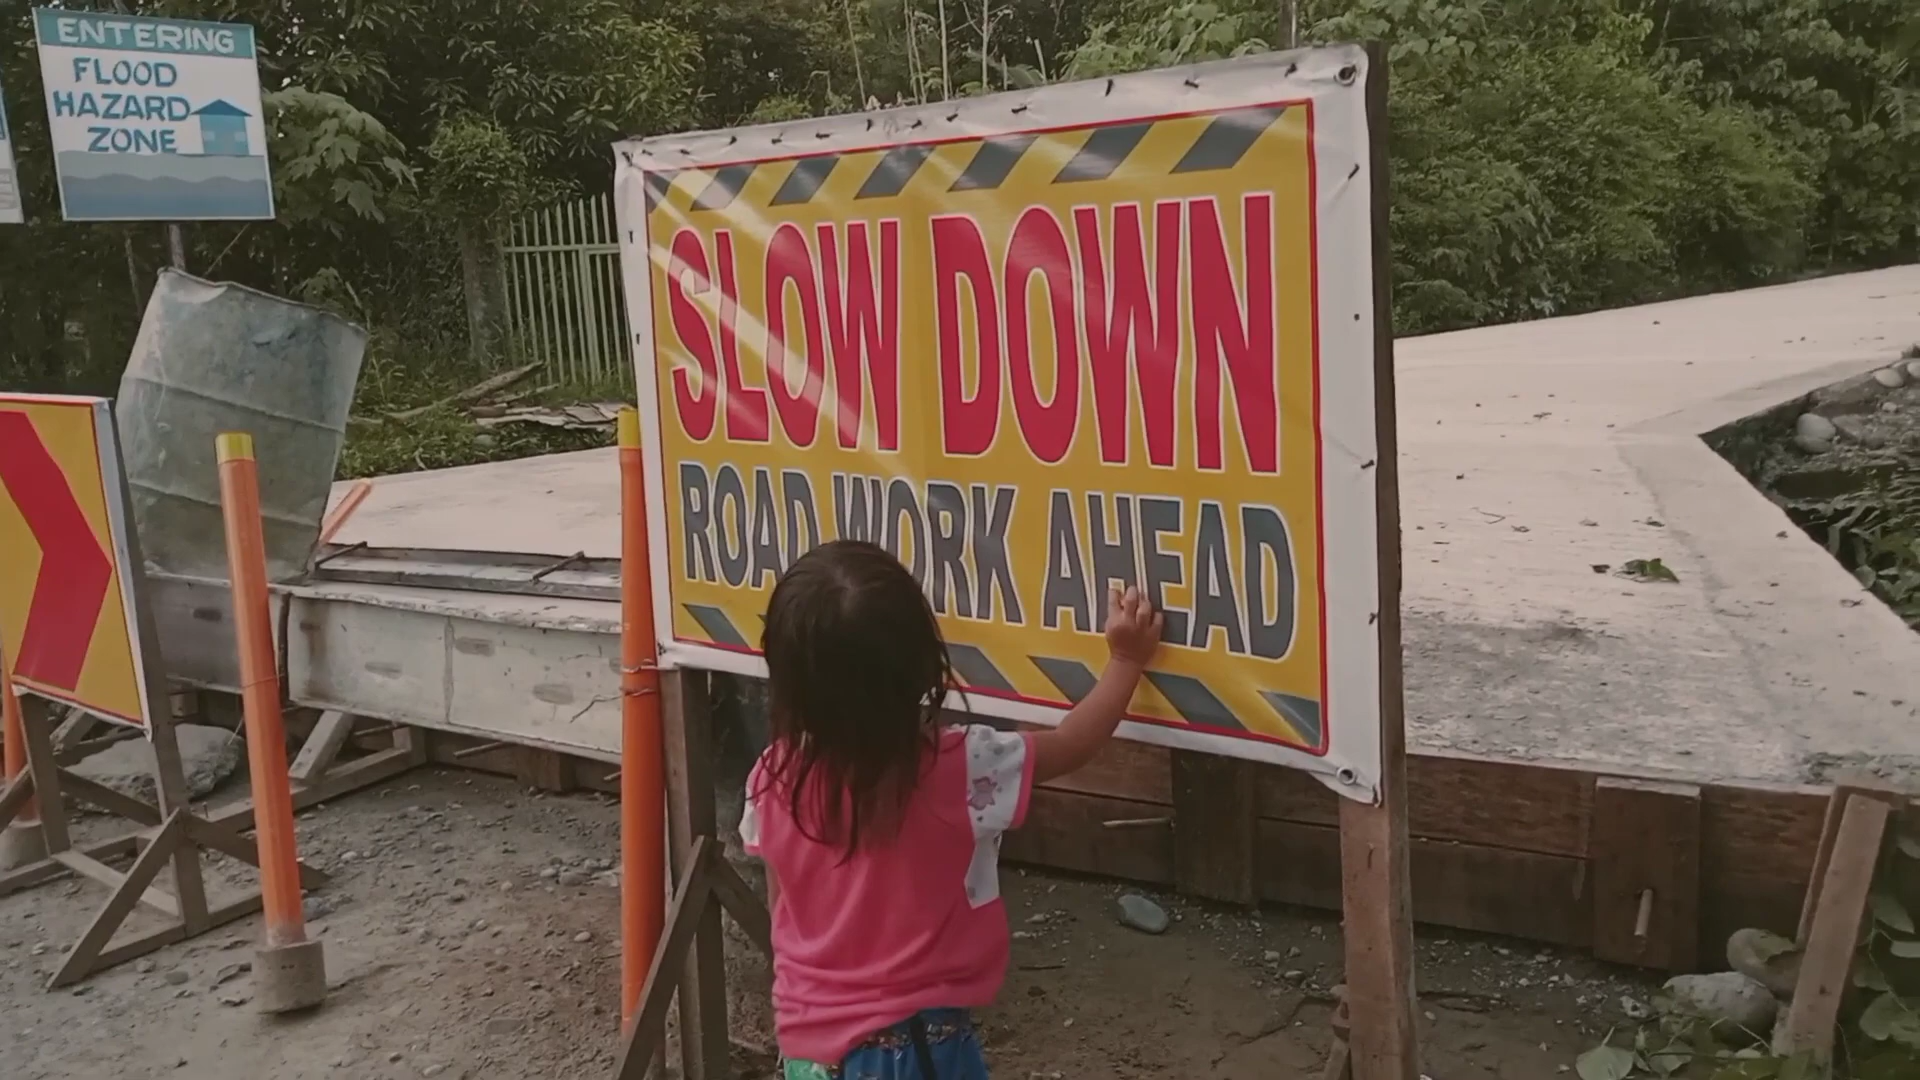 ENTERING
FLOOD
HAZARD
ZONE
SLOW DOWN
ROAD WORK AHEAD